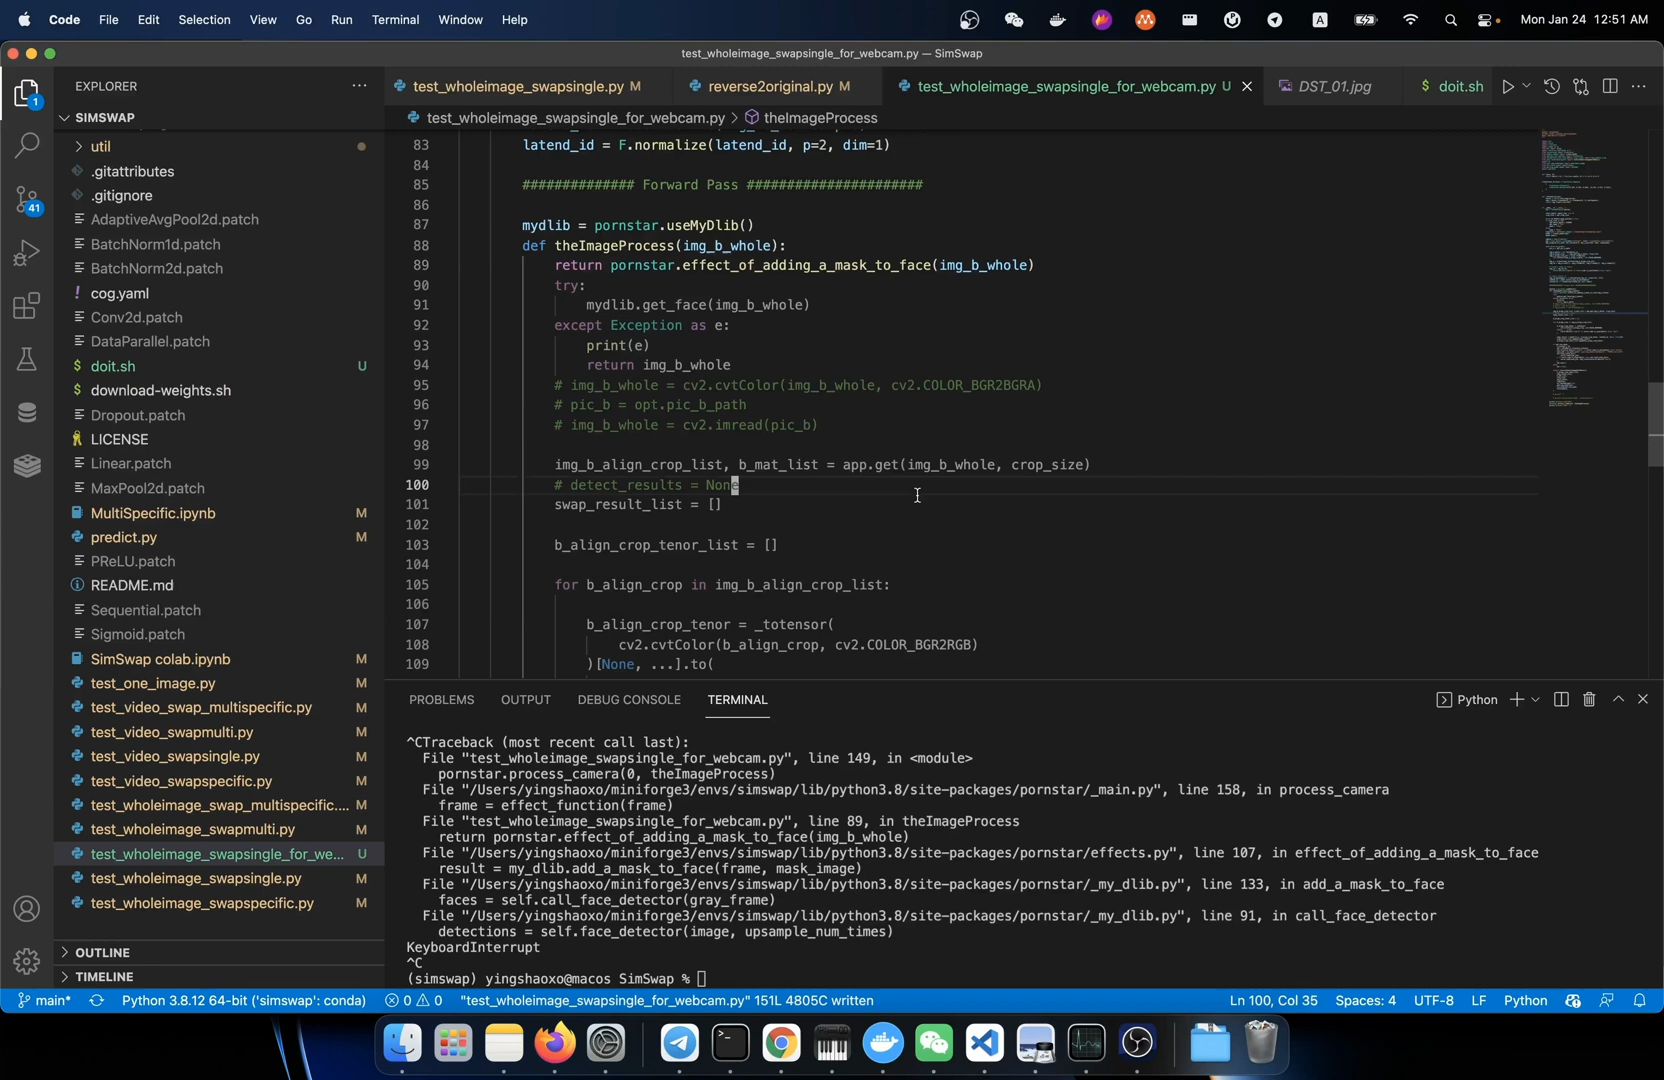 Code File Edit Selection View Go Run Terminal Window Help
A Mon Jan 24 12:51 AM
test_wholeimage_swapsingle_for_webcam.py — SimSwap
EXPLORER ···
test_wholeimage_swapsingle.py M
reverse2original.py M
test_wholeimage_swapsingle_for_webcam.py U
DST_01.jpg
$ doit.sh
SIMSWAP
test_wholeimage_swapsingle_for_webcam.py > theImageProcess
util
.gitattributes
.gitignore
AdaptiveAvgPool2d.patch
BatchNorm1d.patch
BatchNorm2d.patch
! cog.yaml
Conv2d.patch
DataParallel.patch
$ doit.sh U
$ download-weights.sh
Dropout.patch
LICENSE
Linear.patch
MaxPool2d.patch
MultiSpecific.ipynb M
predict.py M
PReLU.patch
README.md
Sequential.patch
Sigmoid.patch
SimSwap colab.ipynb M
test_one_image.py M
test_video_swap_multispecific.py M
test_video_swapmulti.py M
test_video_swapsingle.py M
test_video_swapspecific.py M
test_wholeimage_swap_multispecific.... M
test_wholeimage_swapmulti.py M
test_wholeimage_swapsingle_for_we... U
test_wholeimage_swapsingle.py M
test_wholeimage_swapspecific.py M
OUTLINE
TIMELINE
1
41
83 latend_id = F.normalize(latend_id, p=2, dim=1)
84
85 ############## Forward Pass ######################
86
87 mydlib = pornstar.useMyDlib()
88 def theImageProcess(img_b_whole):
89 return pornstar.effect_of_adding_a_mask_to_face(img_b_whole)
90 try:
91 mydlib.get_face(img_b_whole)
92 except Exception as e:
93 print(e)
94 return img_b_whole
95 # img_b_whole = cv2.cvtColor(img_b_whole, cv2.COLOR_BGR2BGRA)
96 # pic_b = opt.pic_b_path
97 # img_b_whole = cv2.imread(pic_b)
98
99 img_b_align_crop_list, b_mat_list = app.get(img_b_whole, crop_size)
100 # detect_results = None
101 swap_result_list = []
102
103 b_align_crop_tenor_list = []
104
105 for b_align_crop in img_b_align_crop_list:
106
107 b_align_crop_tenor = _totensor(
108 cv2.cvtColor(b_align_crop, cv2.COLOR_BGR2RGB)
109 )[None, ...].to(
PROBLEMS OUTPUT DEBUG CONSOLE TERMINAL
Python
^CTraceback (most recent call last):
File "test_wholeimage_swapsingle_for_webcam.py", line 149, in <module>
pornstar.process_camera(0, theImageProcess)
File "/Users/yingshaoxo/miniforge3/envs/simswap/lib/python3.8/site-packages/pornstar/_main.py", line 158, in process_camera
frame = effect_function(frame)
File "test_wholeimage_swapsingle_for_webcam.py", line 89, in theImageProcess
return pornstar.effect_of_adding_a_mask_to_face(img_b_whole)
File "/Users/yingshaoxo/miniforge3/envs/simswap/lib/python3.8/site-packages/pornstar/effects.py", line 107, in effect_of_adding_a_mask_to_face
result = my_dlib.add_a_mask_to_face(frame, mask_image)
File "/Users/yingshaoxo/miniforge3/envs/simswap/lib/python3.8/site-packages/pornstar/_my_dlib.py", line 133, in add_a_mask_to_face
faces = self.call_face_detector(gray_frame)
File "/Users/yingshaoxo/miniforge3/envs/simswap/lib/python3.8/site-packages/pornstar/_my_dlib.py", line 91, in call_face_detector
detections = self.face_detector(image, upsample_num_times)
KeyboardInterrupt
^C
(simswap) yingshaoxo@macos SimSwap %
main* Python 3.8.12 64-bit ('simswap': conda) 0 0 "test_wholeimage_swapsingle_for_webcam.py" 151L 4805C written Ln 100, Col 35 Spaces: 4 UTF-8 LF Python